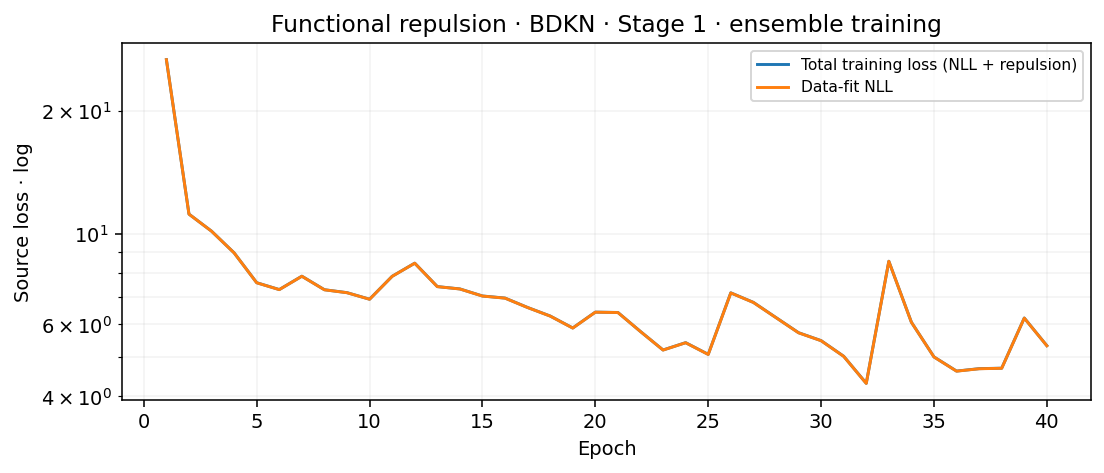 Functional repulsion · BDKN · Stage 1 · ensemble training
Source loss · log
2 × 10¹
10¹
6 × 10⁰
4 × 10⁰
Total training loss (NLL + repulsion)
Data-fit NLL
0 5 10 15 20 25 30 35 40
Epoch